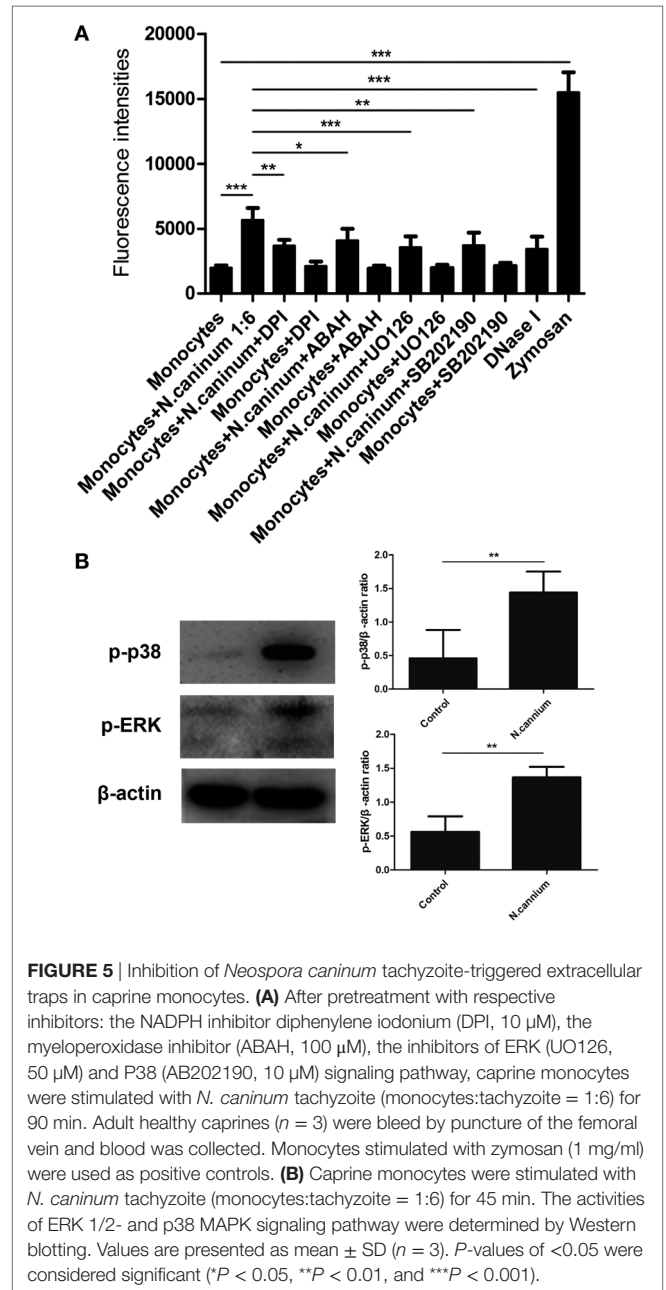 A
20000
15000
10000
5000
0
Fluorescence intensities
***
***
**
***
*
**
***
Monocytes
Monocytes+N.caninum 1:6
Monocytes+N.caninum+DPI
Monocytes+DPI
Monocytes+N.caninum+ABAH
Monocytes+ABAH
Monocytes+N.caninum+UO126
Monocytes+UO126
Monocytes+N.caninum+SB202190
Monocytes+SB202190
DNase I
Zymosan
B
p-p38
p-ERK
β-actin
2.0
1.5
1.0
0.5
0.0
p-p38/β -actin ratio
**
Control
N.cannium
2.0
1.5
1.0
0.5
0.0
p-ERK/β -actin ratio
**
Control
N.cannium
FIGURE 5 | Inhibition of Neospora caninum tachyzoite-triggered extracellular
traps in caprine monocytes. (A) After pretreatment with respective
inhibitors: the NADPH inhibitor diphenylene iodonium (DPI, 10 μM), the
myeloperoxidase inhibitor (ABAH, 100 μM), the inhibitors of ERK (UO126,
50 μM) and P38 (AB202190, 10 μM) signaling pathway, caprine monocytes
were stimulated with N. caninum tachyzoite (monocytes:tachyzoite = 1:6) for
90 min. Adult healthy caprines (n = 3) were bleed by puncture of the femoral
vein and blood was collected. Monocytes stimulated with zymosan (1 mg/ml)
were used as positive controls. (B) Caprine monocytes were stimulated with
N. caninum tachyzoite (monocytes:tachyzoite = 1:6) for 45 min. The activities
of ERK 1/2- and p38 MAPK signaling pathway were determined by Western
blotting. Values are presented as mean ± SD (n = 3). P-values of <0.05 were
considered significant (*P < 0.05, **P < 0.01, and ***P < 0.001).